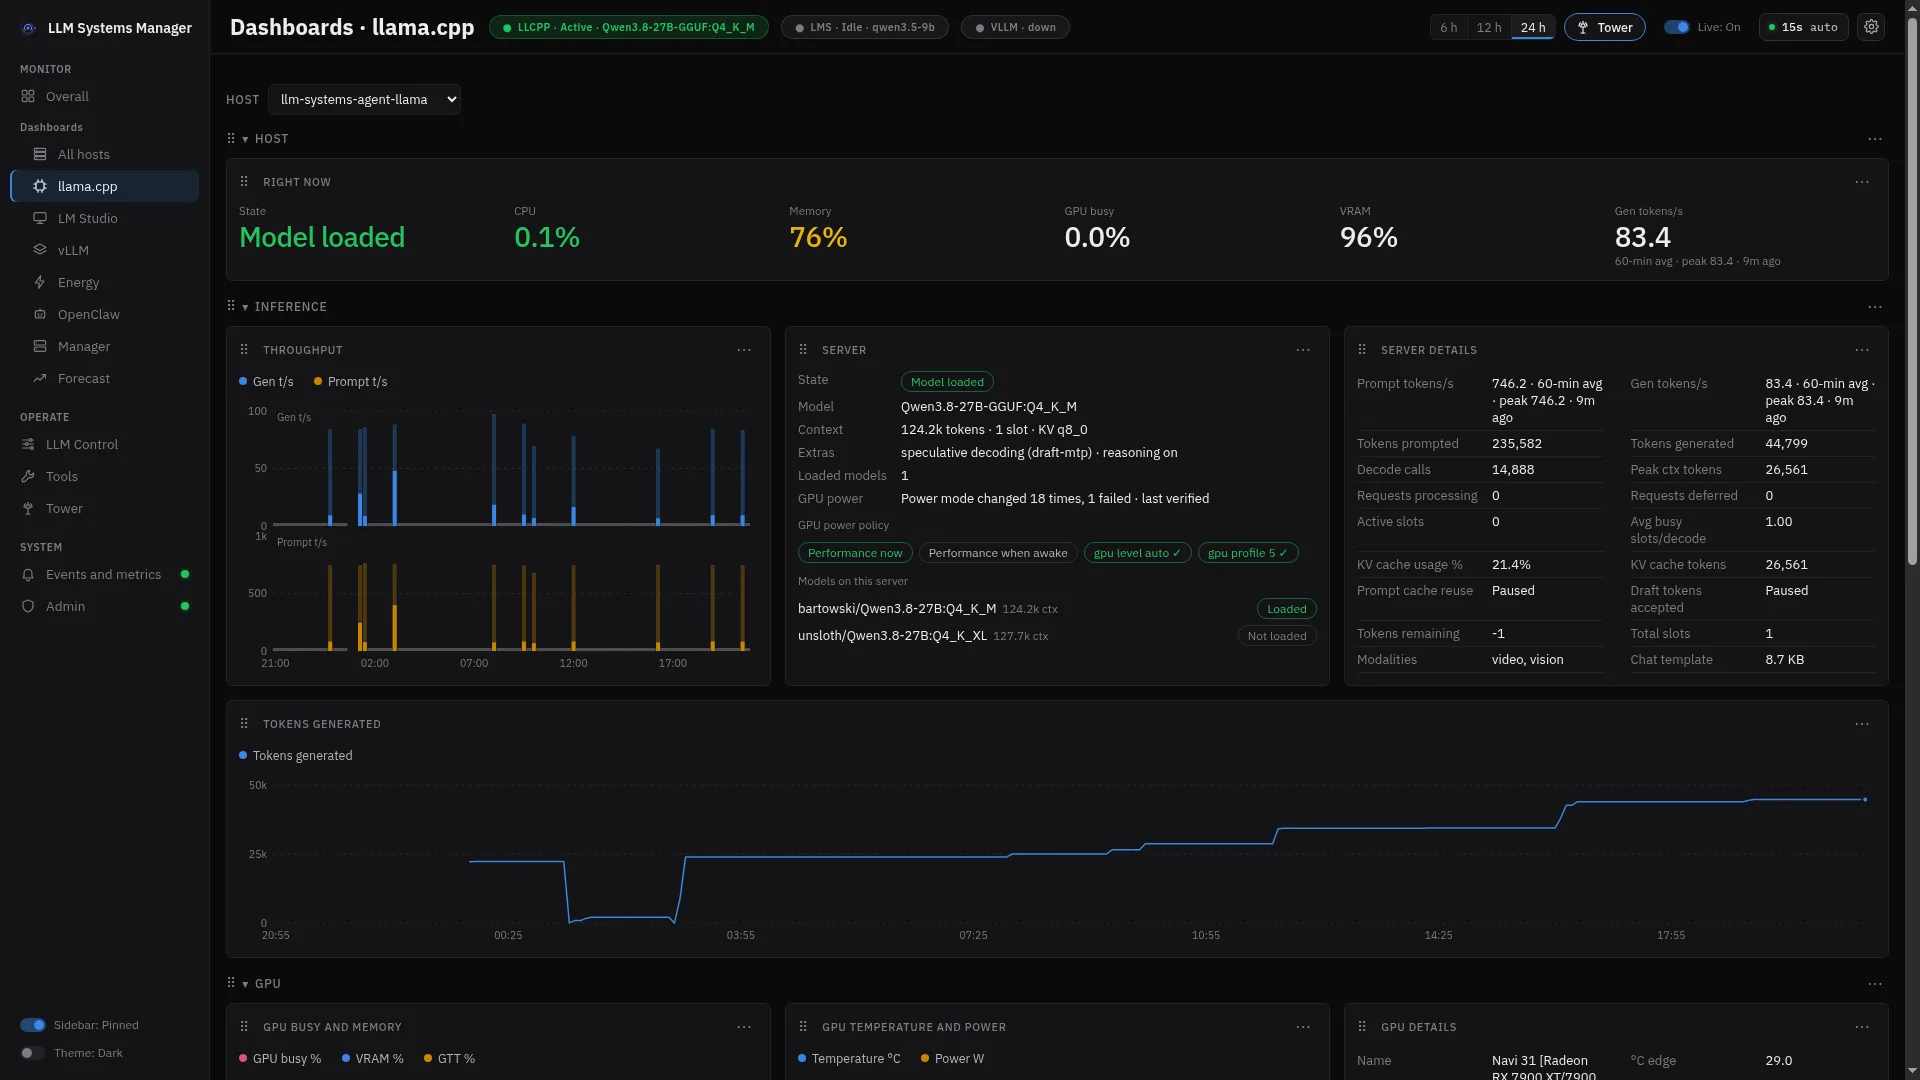 LLM Systems Manager
MONITOR
Overall
Dashboards
All hosts
llama.cpp
LM Studio
vLLM
Energy
OpenClaw
Manager
Forecast
OPERATE
LLM Control
Tools
Tower
SYSTEM
Events and metrics
Admin
Sidebar: Pinned
Theme: Dark
Dashboards · llama.cpp
LLCPP · Active · Qwen3.8-27B-GGUF:Q4_K_M
LMS · Idle · qwen3.5-9b
VLLM · down
6 h 12 h 24 h
Tower
Live: On
15s auto
HOST llm-systems-agent-llama
HOST
RIGHT NOW
State CPU Memory GPU busy VRAM Gen tokens/s
Model loaded 0.1% 76% 0.0% 96% 83.4
60-min avg · peak 83.4 · 9m ago
INFERENCE
THROUGHPUT
Gen t/s Prompt t/s
100
Gen t/s
50
0
1k
Prompt t/s
500
0
21:00 02:00 07:00 12:00 17:00
SERVER
State Model loaded
Model Qwen3.8-27B-GGUF:Q4_K_M
Context 124.2k tokens · 1 slot · KV q8_0
Extras speculative decoding (draft-mtp) · reasoning on
Loaded models 1
GPU power Power mode changed 18 times, 1 failed · last verified
GPU power policy
Performance now Performance when awake gpu level auto ✓ gpu profile 5 ✓
Models on this server
bartowski/Qwen3.8-27B:Q4_K_M 124.2k ctx Loaded
unsloth/Qwen3.8-27B:Q4_K_XL 127.7k ctx Not loaded
SERVER DETAILS
Prompt tokens/s 746.2 · 60-min avg · peak 746.2 · 9m ago
Gen tokens/s 83.4 · 60-min avg · peak 83.4 · 9m ago
Tokens prompted 235,582 Tokens generated 44,799
Decode calls 14,888 Peak ctx tokens 26,561
Requests processing 0 Requests deferred 0
Active slots 0 Avg busy slots/decode 1.00
KV cache usage % 21.4% KV cache tokens 26,561
Prompt cache reuse Paused Draft tokens accepted Paused
Tokens remaining -1 Total slots 1
Modalities video, vision Chat template 8.7 KB
TOKENS GENERATED
Tokens generated
50k
25k
0
20:55 00:25 03:55 07:25 10:55 14:25 17:55
GPU
GPU BUSY AND MEMORY
GPU busy % VRAM % GTT %
GPU TEMPERATURE AND POWER
Temperature °C Power W
GPU DETAILS
Name Navi 31 [Radeon RX 7900 XT/7900
°C edge 29.0